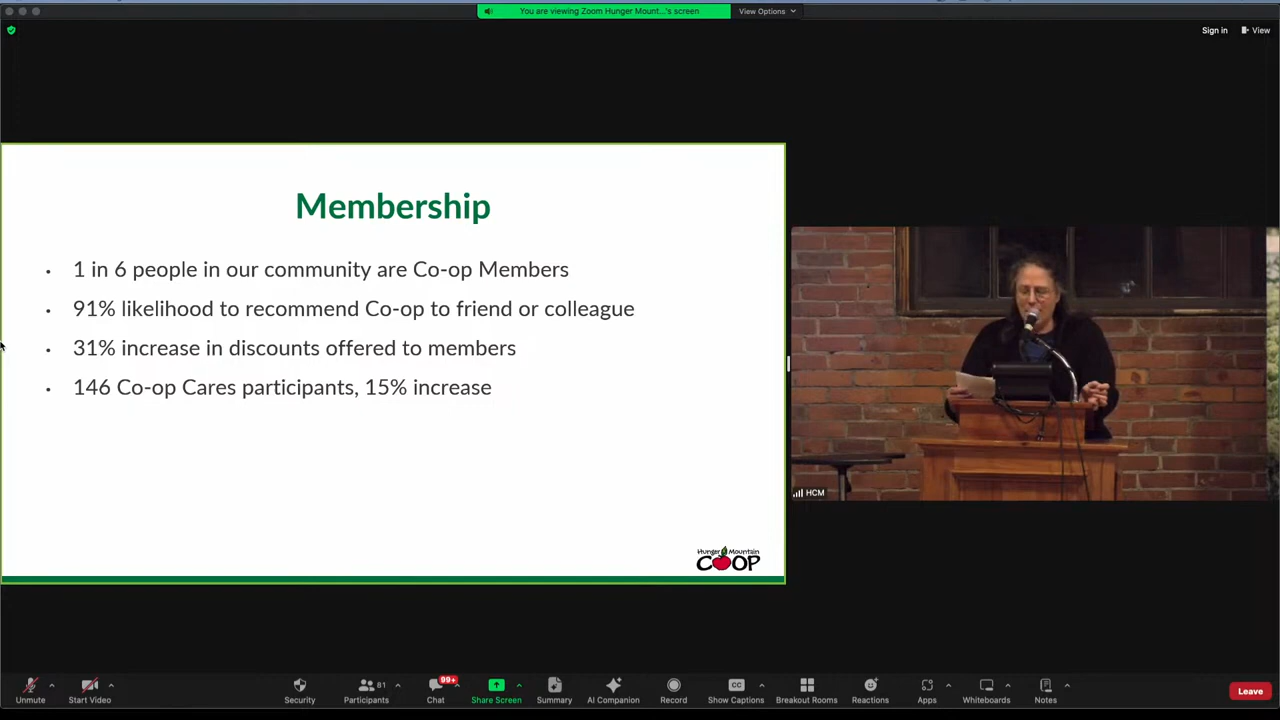 You are viewing Zoom Hunger Mount...'s screen
View Options
Sign in
View
Membership
• 1 in 6 people in our community are Co-op Members
• 91% likelihood to recommend Co-op to friend or colleague
• 31% increase in discounts offered to members
• 146 Co-op Cares participants, 15% increase
Hunger Mountain
COOP
HCM
Unmute
Start Video
Security
Participants
81
Chat
99+
Share Screen
Summary
AI Companion
Record
CC
Show Captions
Breakout Rooms
Reactions
Apps
Whiteboards
Notes
Leave